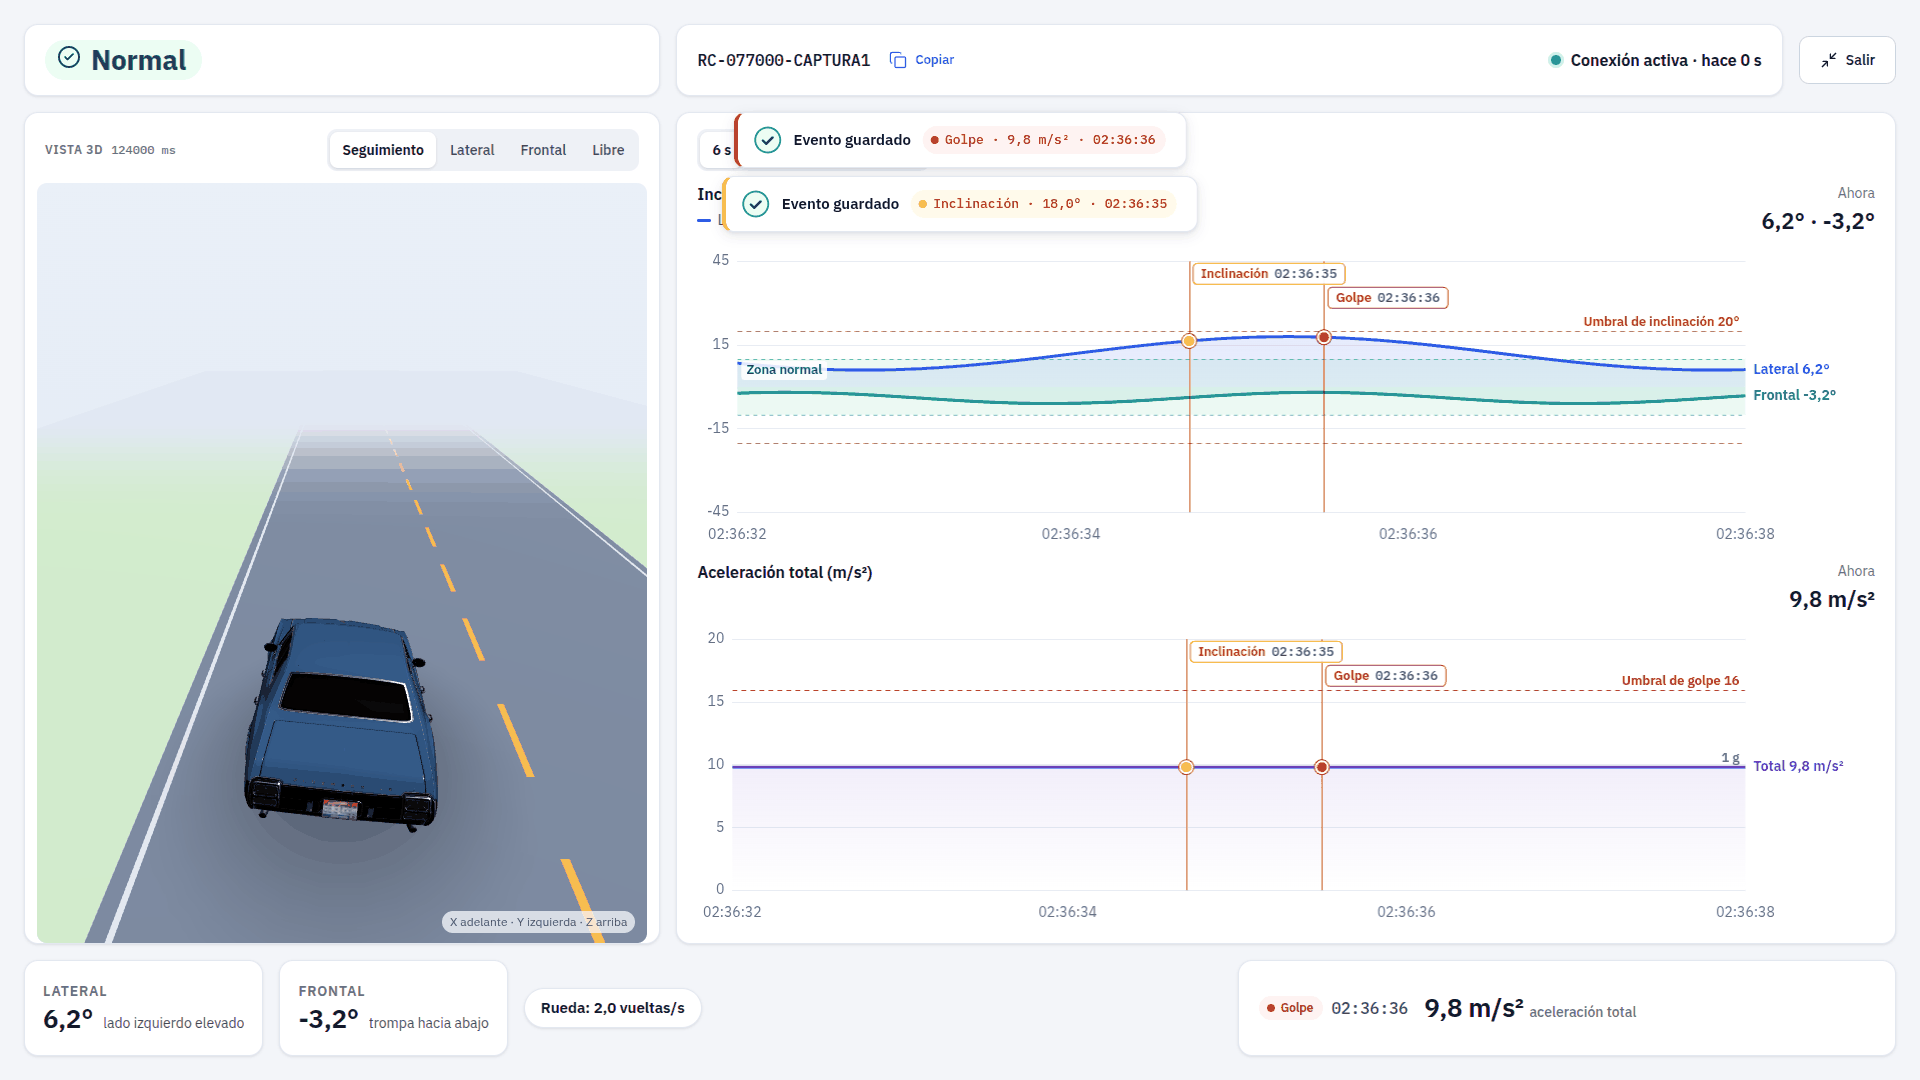 Normal
RC-077000-CAPTURA1 Copiar
Conexión activa · hace 0 s
Salir
VISTA 3D 124000 ms
Seguimiento Lateral Frontal Libre
X adelante · Y izquierda · Z arriba
6 s
Evento guardado Golpe · 9,8 m/s² · 02:36:36
Evento guardado Inclinación · 18,0° · 02:36:35
Ahora
6,2° · -3,2°
45
15
-15
-45
Inclinación 02:36:35
Golpe 02:36:36
Umbral de inclinación 20°
Zona normal
Lateral 6,2°
Frontal -3,2°
02:36:32 02:36:34 02:36:36 02:36:38
Aceleración total (m/s²)
Ahora
9,8 m/s²
20
15
10
5
0
Inclinación 02:36:35
Golpe 02:36:36
Umbral de golpe 16
1 g
Total 9,8 m/s²
02:36:32 02:36:34 02:36:36 02:36:38
LATERAL
6,2° lado izquierdo elevado
FRONTAL
-3,2° trompa hacia abajo
Rueda: 2,0 vueltas/s
Golpe 02:36:36 9,8 m/s² aceleración total